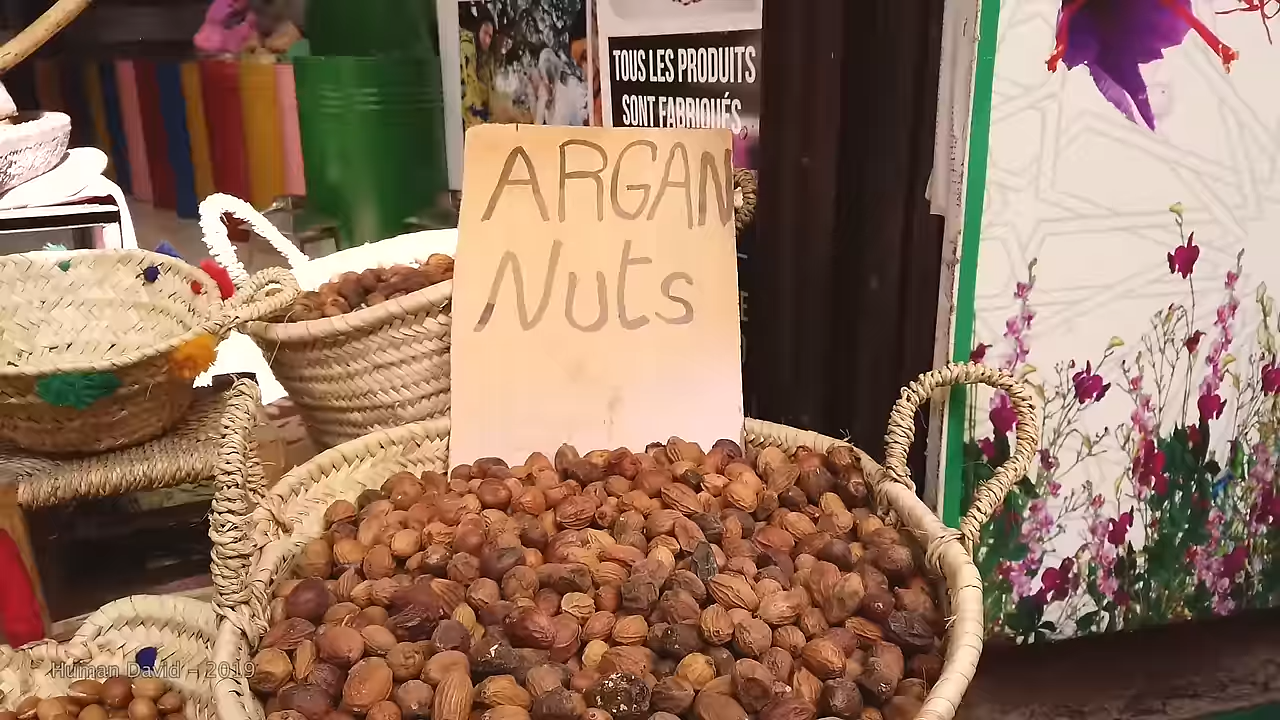 TOUS LES PRODUITS
SONT FABRIQUÉS
ARGAN
Nuts
Human David - 2019